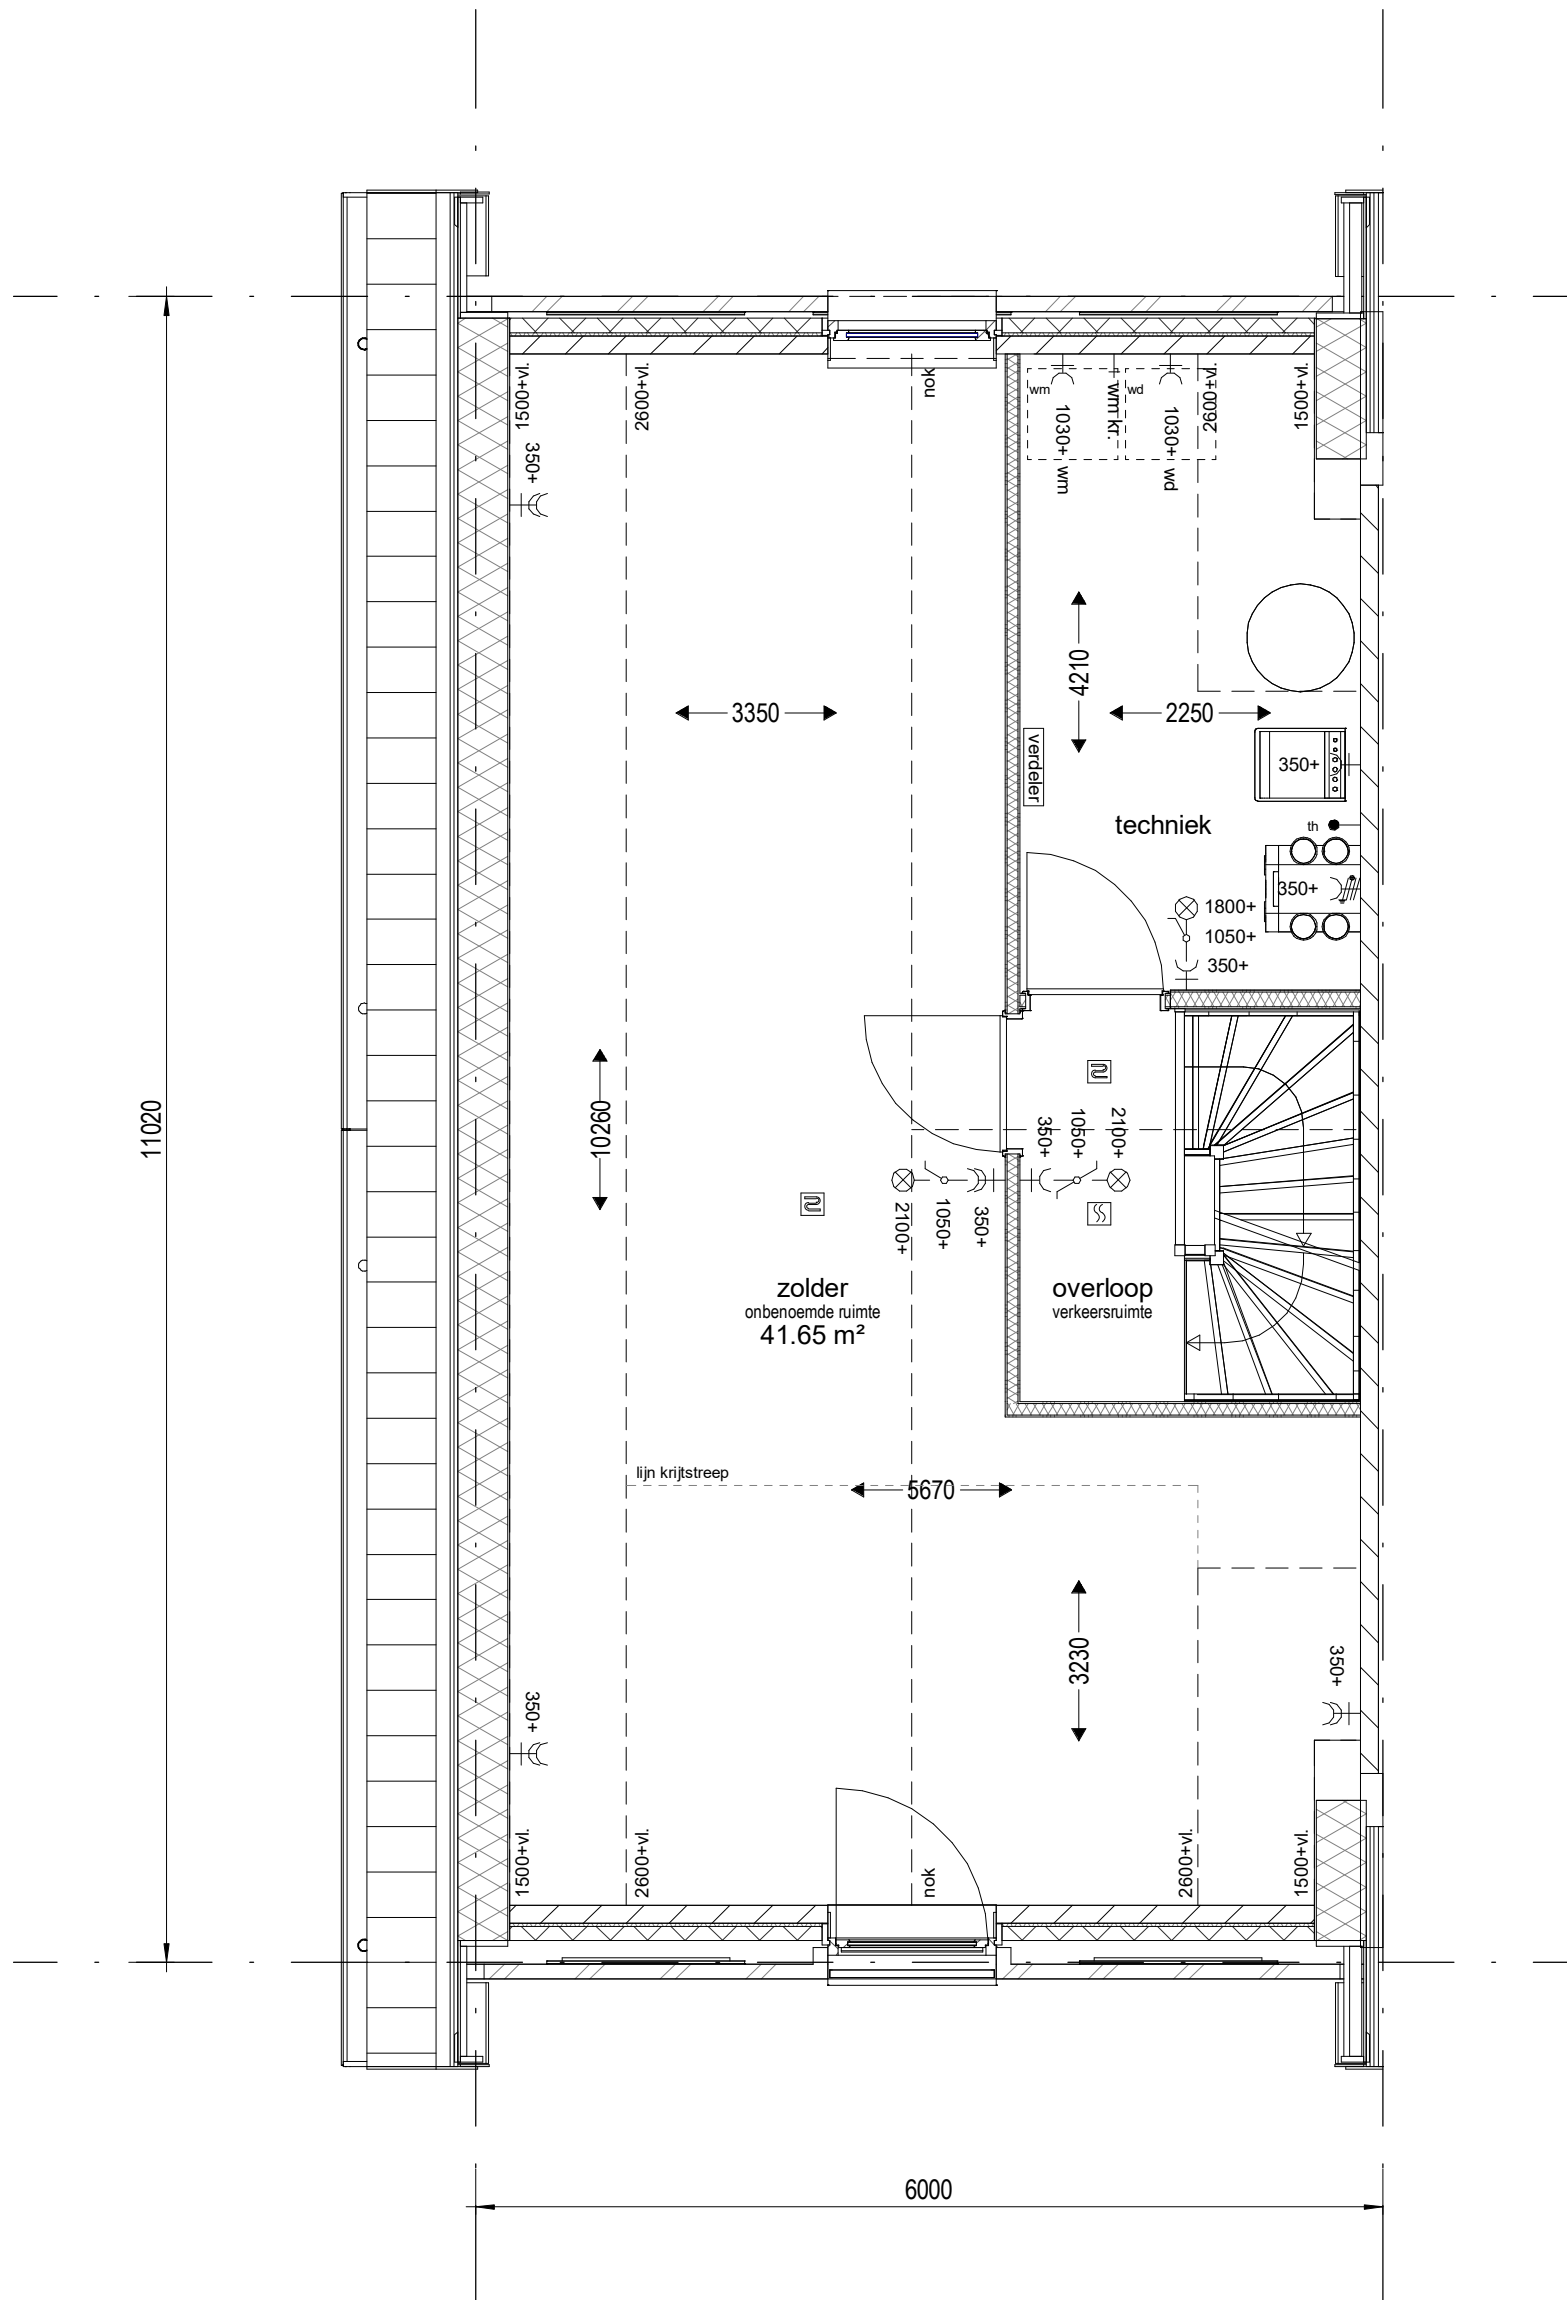 1500+vl.
2600+vl.
nok
wm
wm kr.
wd
2600+vl.
1500+vl.
350+
1030+ wm
1030+ wd
4210
3350
2250
verdeler
350+
techniek
th
350+
1800+
1050+
350+
11020
10260
350+
1050+
2100+
2100+
1050+
350+
zolder
onbenoemde ruimte
41.65 m²
overloop
verkeersruimte
lijn krijtstreep
5670
3230
350+
350+
1500+vl.
2600+vl.
nok
2600+vl.
1500+vl.
6000